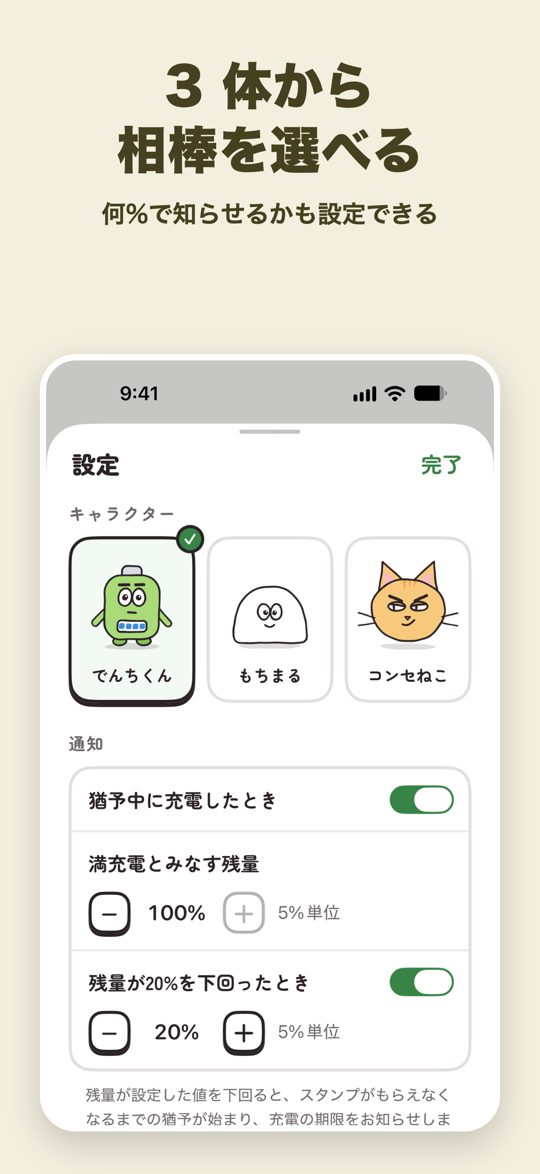 3 体から
相棒を選べる
何%で知らせるかも設定できる
9:41
設定
完了
キャラクター
でんちくん
もちまる
コンセねこ
通知
猶予中に充電したとき
満充電とみなす残量
− 100% + 5%単位
残量が20%を下回ったとき
− 20% + 5%単位
残量が設定した値を下回ると、スタンプがもらえなく
なるまでの猶予が始まり、充電の期限をお知らせしま